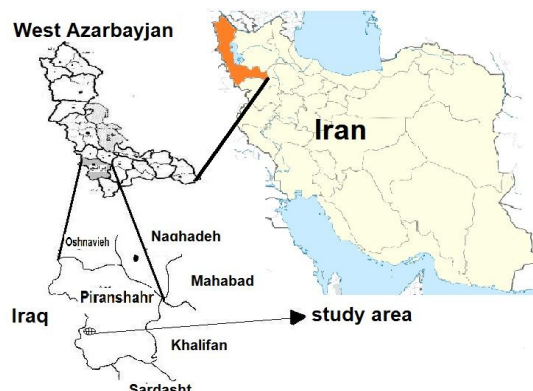 West Azarbayjan
Iran
Oshnavieh
Naghadeh
Mahabad
Piranshahr
Iraq
study area
Khalifan
Sardasht